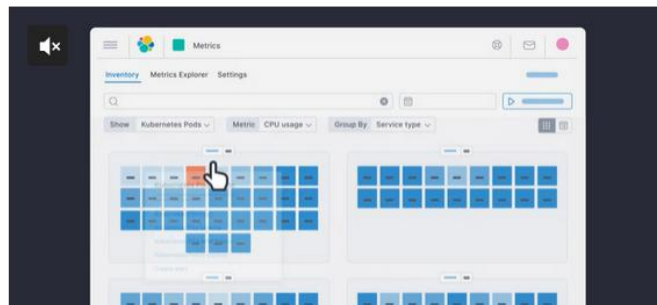 Metrics
Inventory Metrics Explorer Settings
Show Kubernetes Pods Metric CPU usage Group By Service type